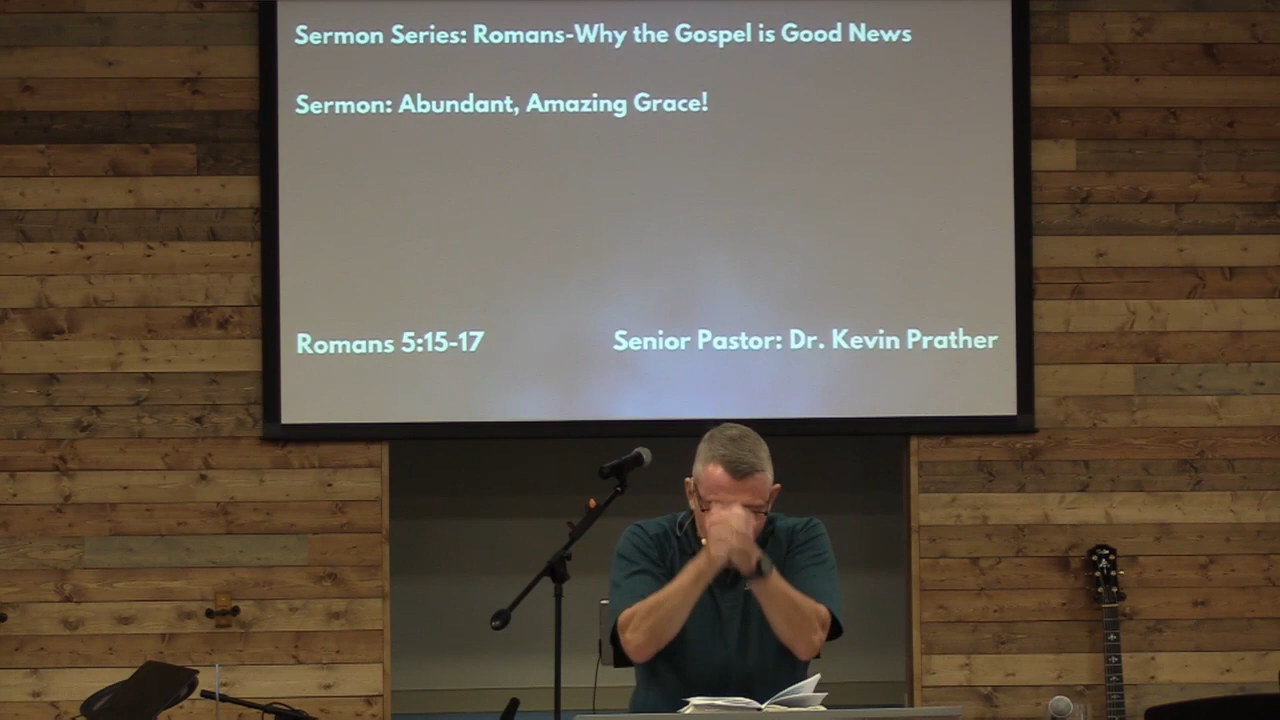 Sermon Series: Romans-Why the Gospel is Good News
Sermon: Abundant, Amazing Grace!
Romans 5:15-17
Senior Pastor: Dr. Kevin Prather